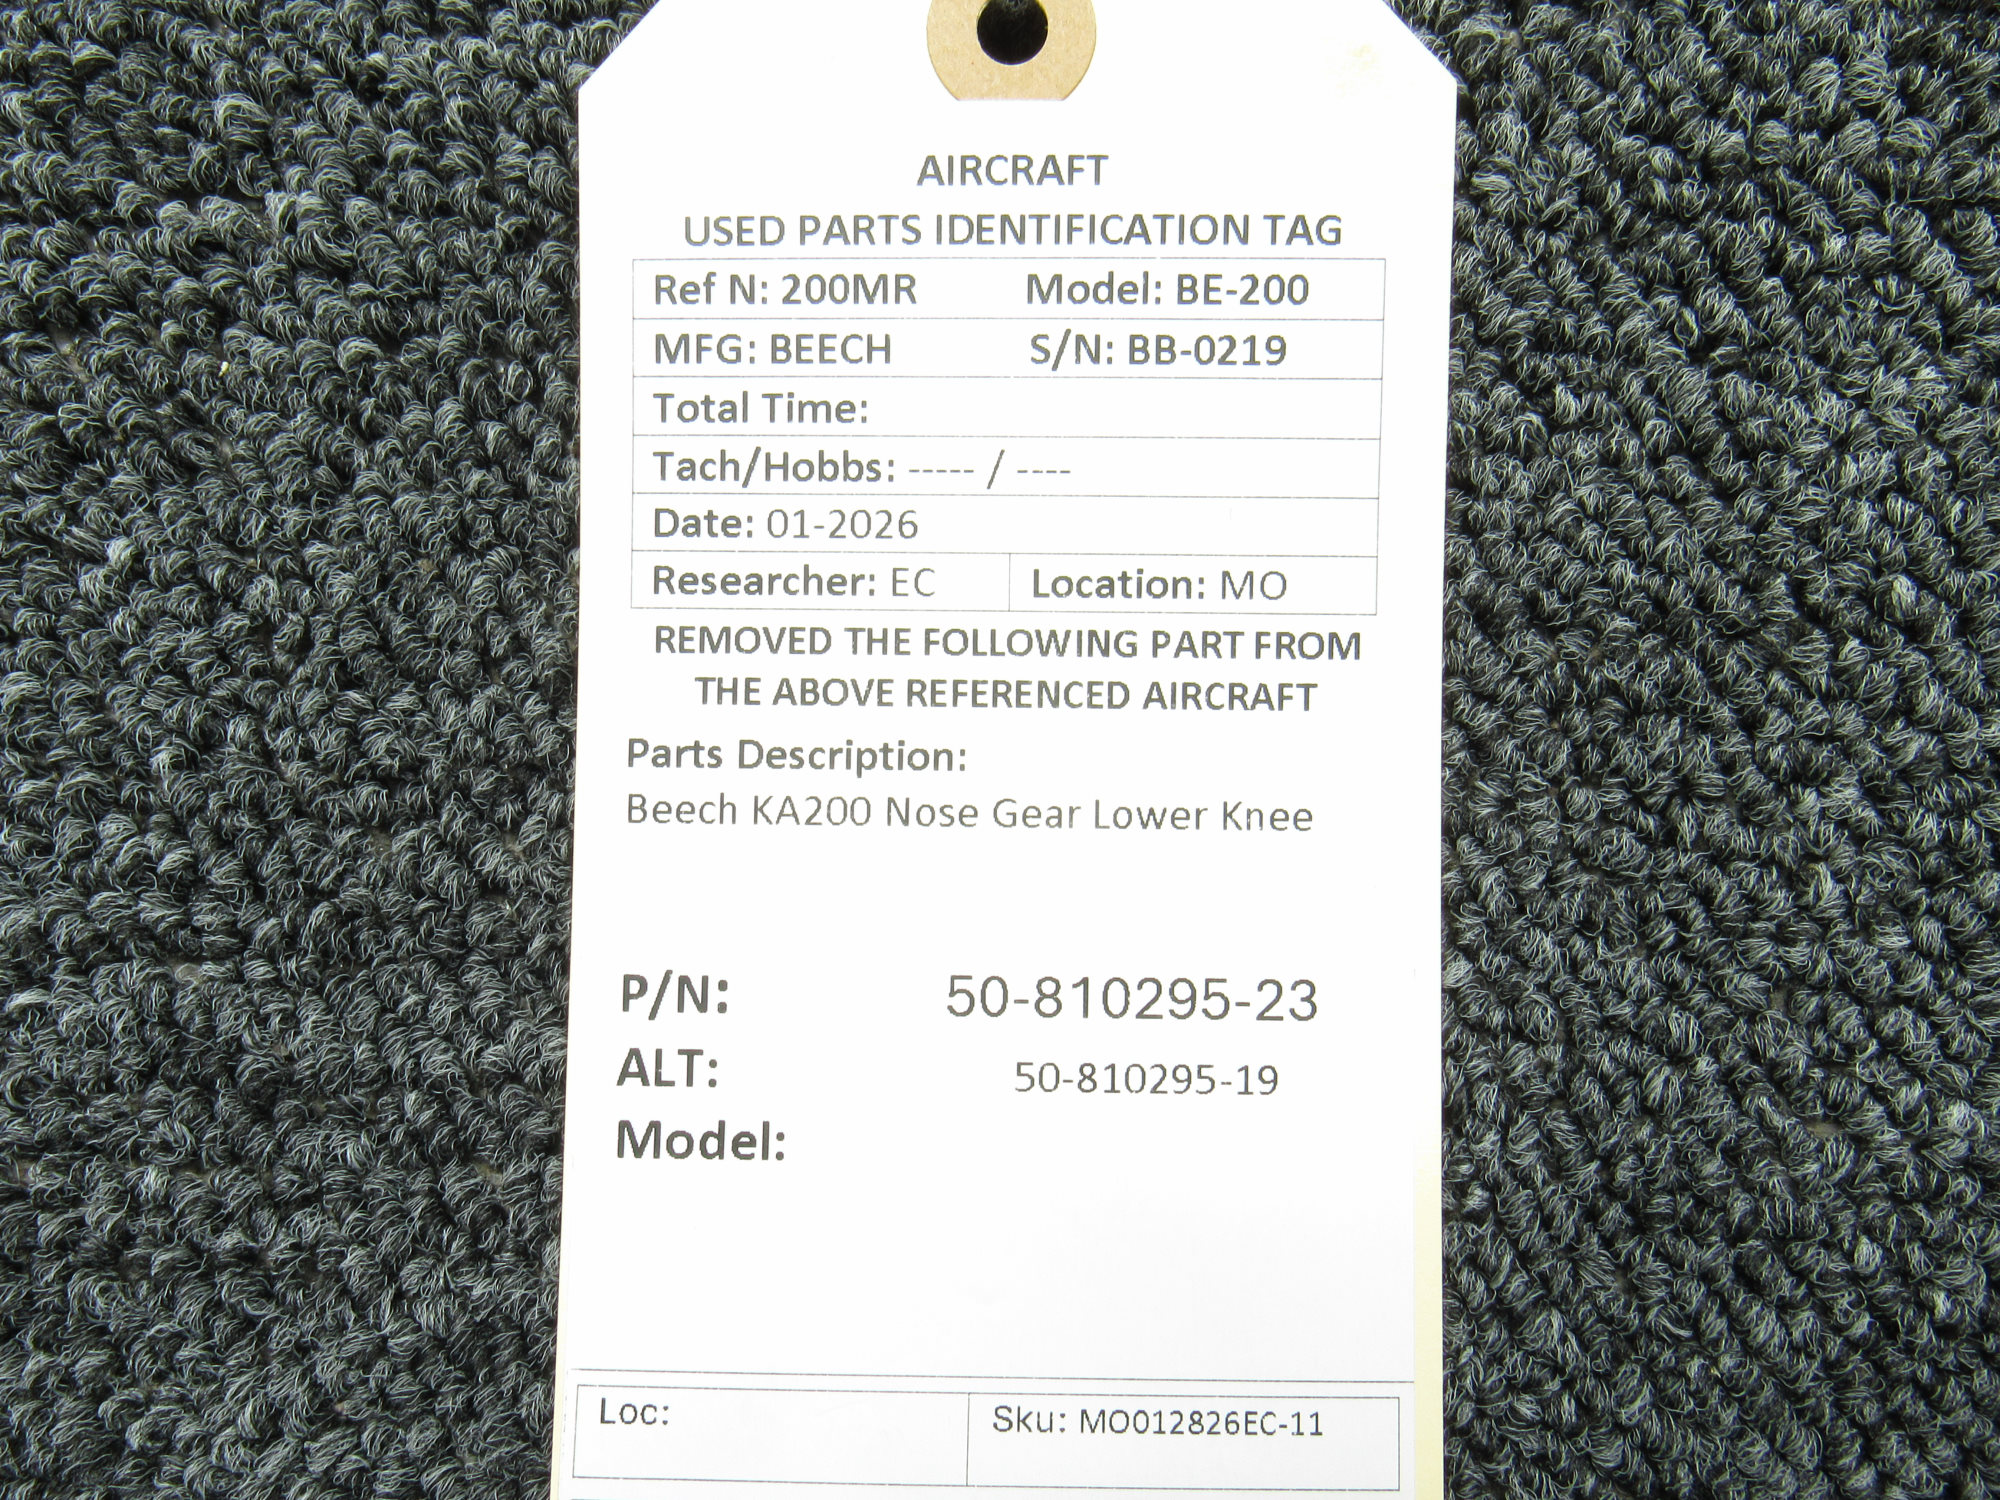 AIRCRAFT
USED PARTS IDENTIFICATION TAG
Ref N: 200MR Model: BE-200
MFG: BEECH S/N: BB-0219
Total Time:
Tach/Hobbs: ----- / ----
Date: 01-2026
Researcher: EC Location: MO
REMOVED THE FOLLOWING PART FROM
THE ABOVE REFERENCED AIRCRAFT
Parts Description:
Beech KA200 Nose Gear Lower Knee
P/N: 50-810295-23
ALT: 50-810295-19
Model:
Loc: Sku: MO012826EC-11